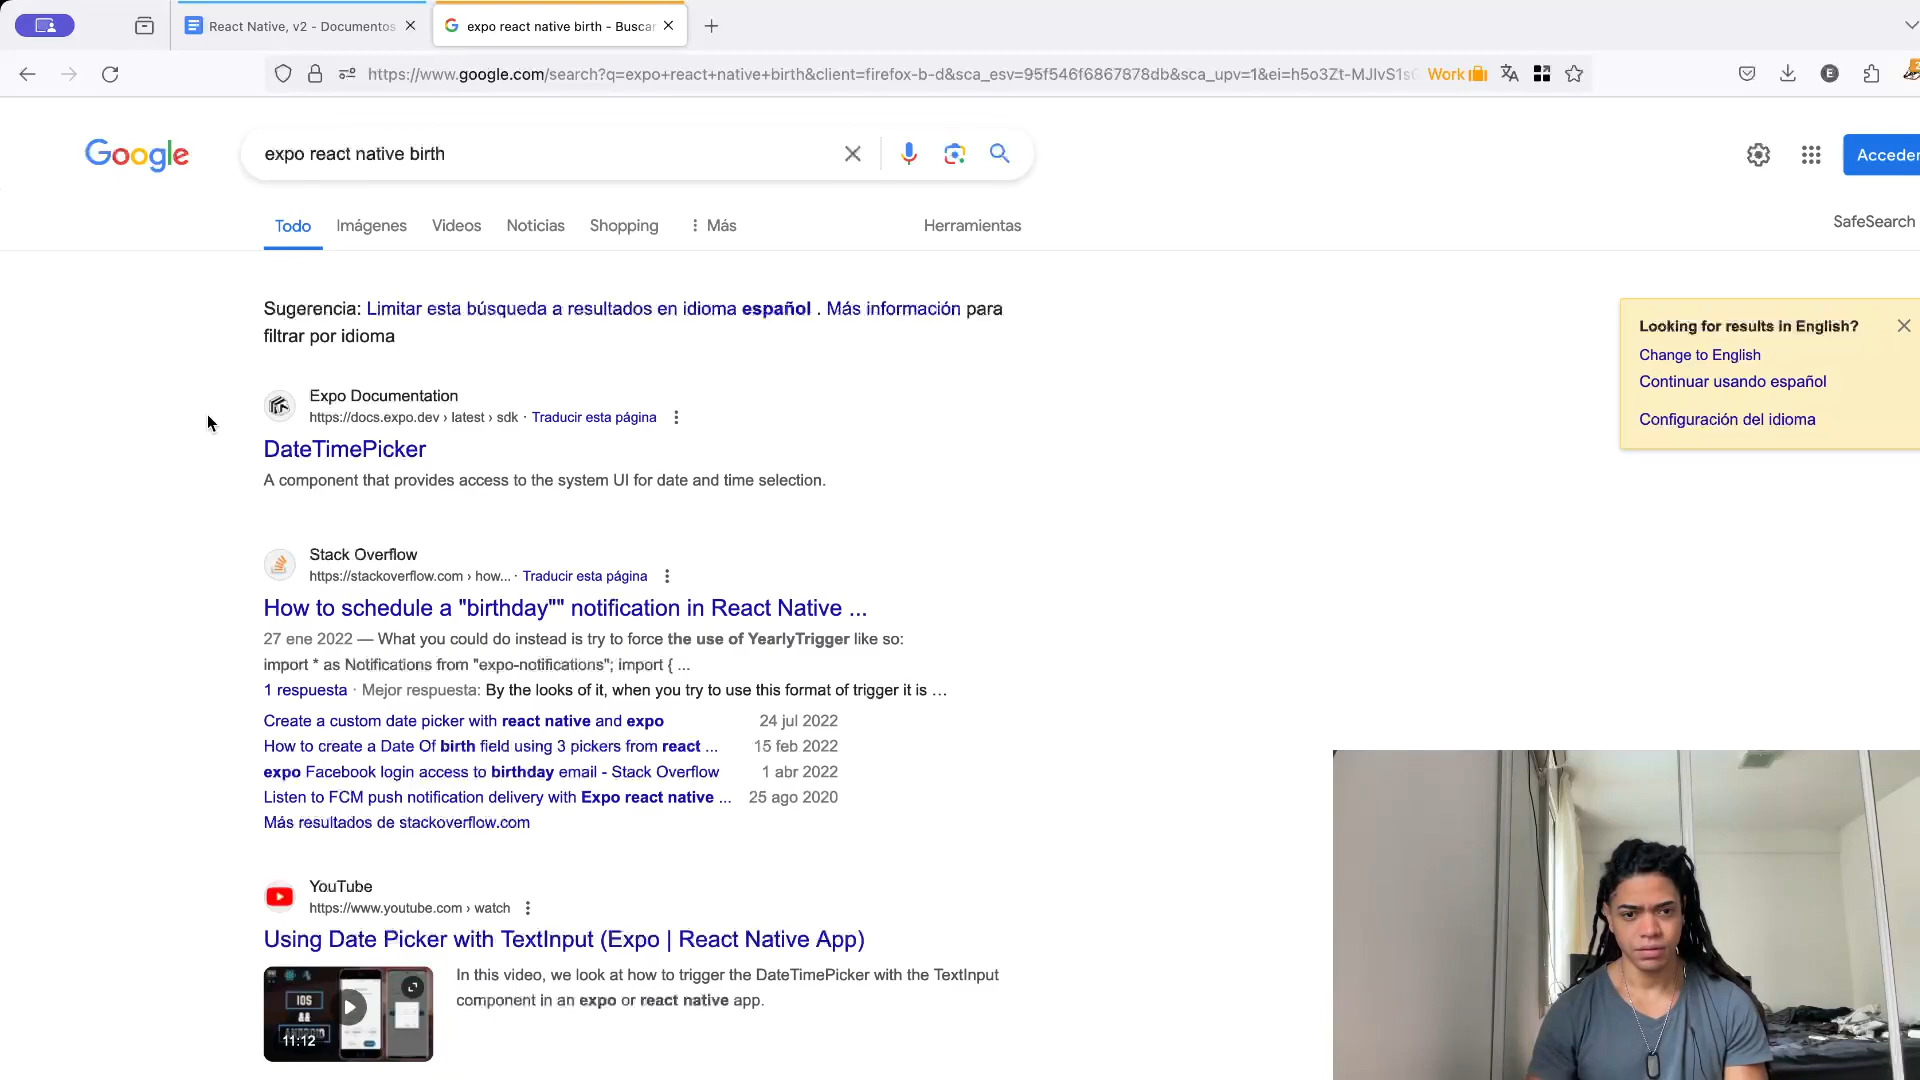 React Native, v2 - Documentos
expo react native birth - Buscar
https://www.google.com/search?q=expo+react+native+birth&client=firefox-b-d&sca_esv=95f546f6867878db&sca_upv=1&ei=h5o3Zt-MJIvS1s
Work
E
Google
expo react native birth
Acceder
Todo
Imágenes
Videos
Noticias
Shopping
Más
Herramientas
SafeSearch
Sugerencia: Limitar esta búsqueda a resultados en idioma español . Más información para
filtrar por idioma
Looking for results in English?
Change to English
Continuar usando español
Configuración del idioma
Expo Documentation
https://docs.expo.dev › latest › sdk · Traducir esta página
DateTimePicker
A component that provides access to the system UI for date and time selection.
Stack Overflow
https://stackoverflow.com › how... · Traducir esta página
How to schedule a "birthday"" notification in React Native ...
27 ene 2022 — What you could do instead is try to force the use of YearlyTrigger like so:
import * as Notifications from "expo-notifications"; import { ...
1 respuesta · Mejor respuesta: By the looks of it, when you try to use this format of trigger it is ...
Create a custom date picker with react native and expo 24 jul 2022
How to create a Date Of birth field using 3 pickers from react ... 15 feb 2022
expo Facebook login access to birthday email - Stack Overflow 1 abr 2022
Listen to FCM push notification delivery with Expo react native ... 25 ago 2020
Más resultados de stackoverflow.com
YouTube
https://www.youtube.com › watch
Using Date Picker with TextInput (Expo | React Native App)
In this video, we look at how to trigger the DateTimePicker with the TextInput
component in an expo or react native app.
IOS
&&
ANDROID
11:12